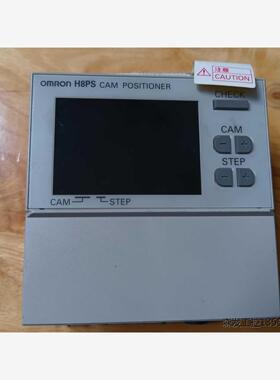 注意
CAUTION
OMRON H8PS CAM POSITIONER
CHECK
CAM
- +
STEP
- +
CAM STEP